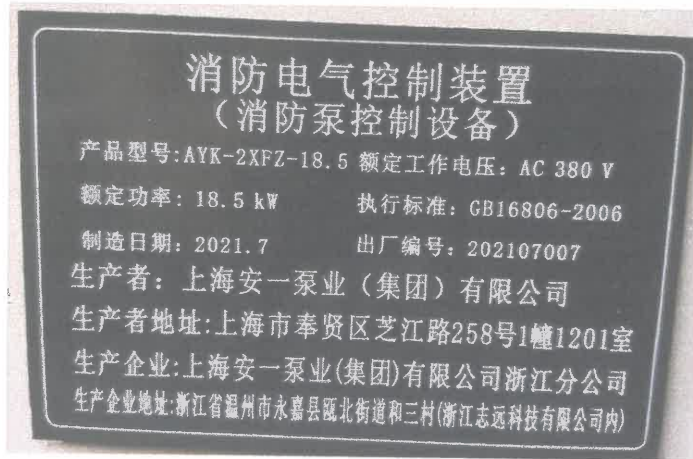 消防电气控制装置
（消防泵控制设备）
产品型号:AYK-2XFZ-18.5 额定工作电压: AC 380 V
额定功率: 18.5 kW 执行标准: GB16806-2006
制造日期: 2021.7 出厂编号: 202107007
生产者: 上海安一泵业（集团）有限公司
生产者地址:上海市奉贤区芝江路258号1幢1201室
生产企业:上海安一泵业(集团)有限公司浙江分公司
生产企业地址:浙江省温州市永嘉县瓯北街道和三村(浙江志远科技有限公司内)